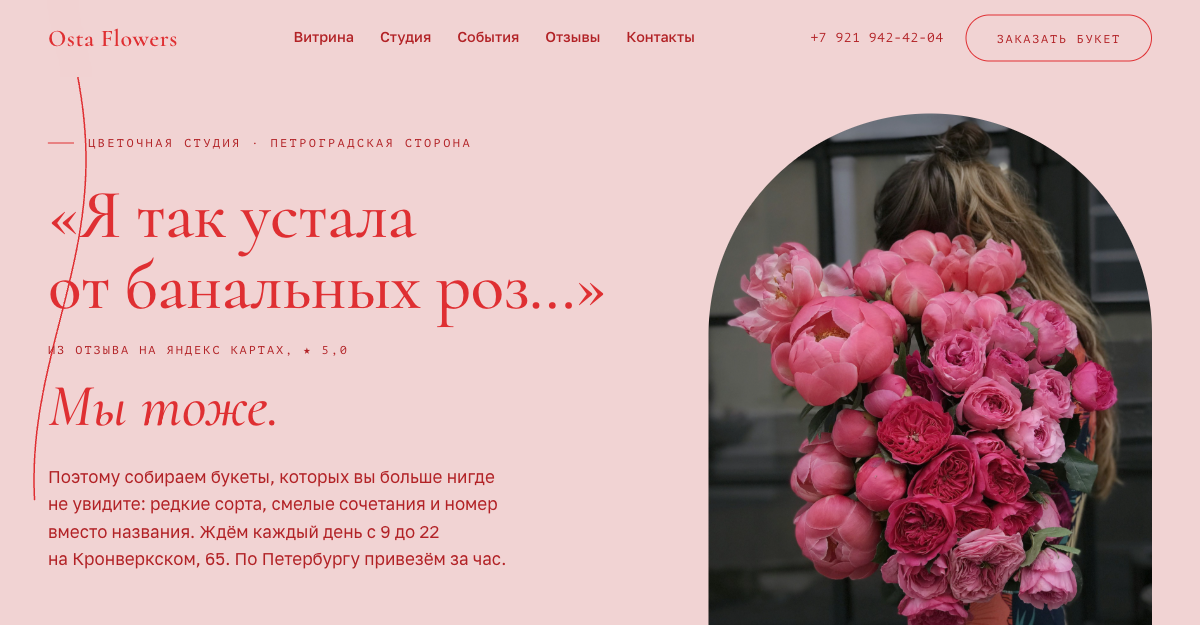 Osta Flowers
Витрина Студия События Отзывы Контакты
+7 921 942-42-04
ЗАКАЗАТЬ БУКЕТ
ЦВЕТОЧНАЯ СТУДИЯ · ПЕТРОГРАДСКАЯ СТОРОНА
«Я так устала
от банальных роз...»
ИЗ ОТЗЫВА НА ЯНДЕКС КАРТАХ, ★ 5,0
Мы тоже.
Поэтому собираем букеты, которых вы больше нигде
не увидите: редкие сорта, смелые сочетания и номер
вместо названия. Ждём каждый день с 9 до 22
на Кронверкском, 65. По Петербургу привезём за час.